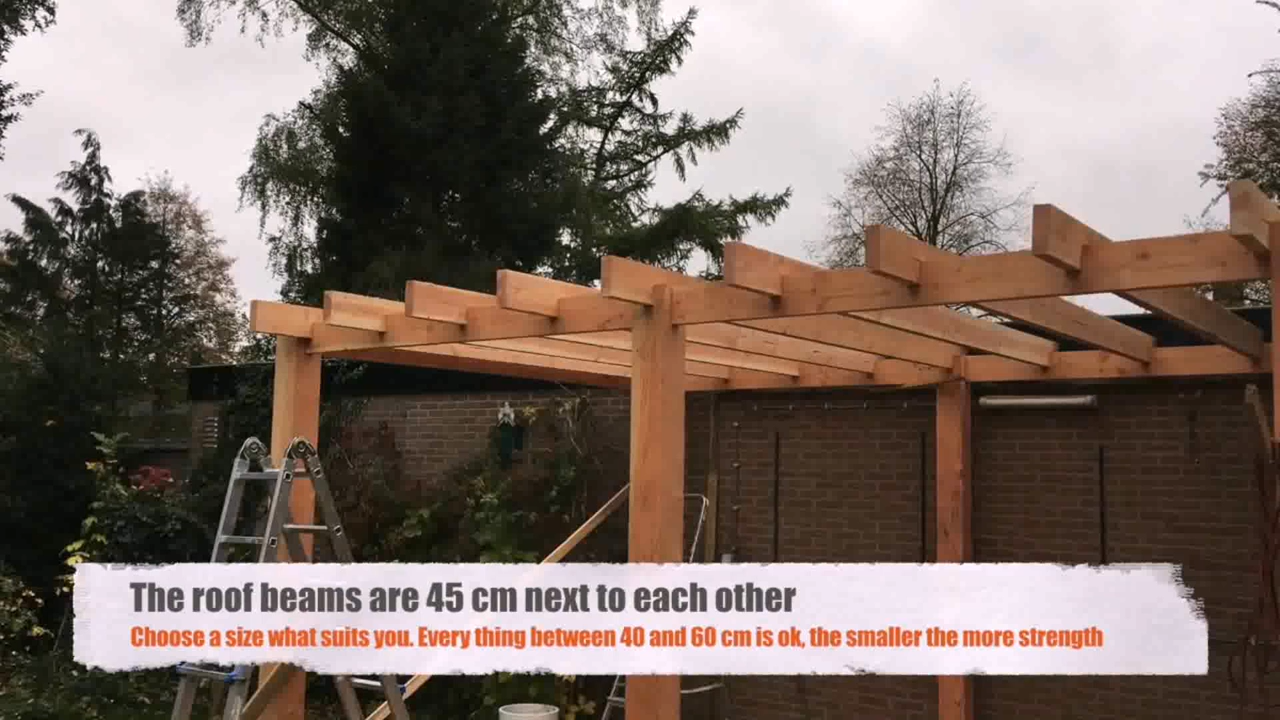 The roof beams are 45 cm next to each other
Choose a size what suits you. Every thing between 40 and 60 cm is ok, the smaller the more strength